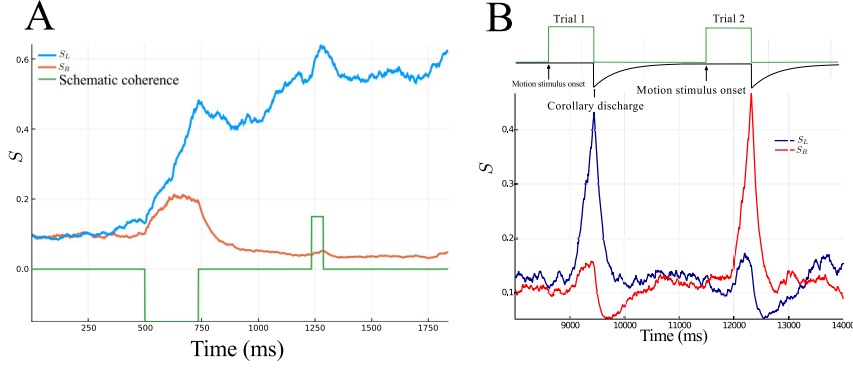 A
S_L
S_R
Schematic coherence
S
0.6
0.4
0.2
0.0
250
500
750
1000
1250
1500
1750
Time (ms)
B
Trial 1
Trial 2
Motion stimulus onset
Motion stimulus onset
Corollary discharge
S_L
S_R
S
0.4
0.3
0.2
0.1
9000
10000
11000
12000
13000
14000
Time (ms)